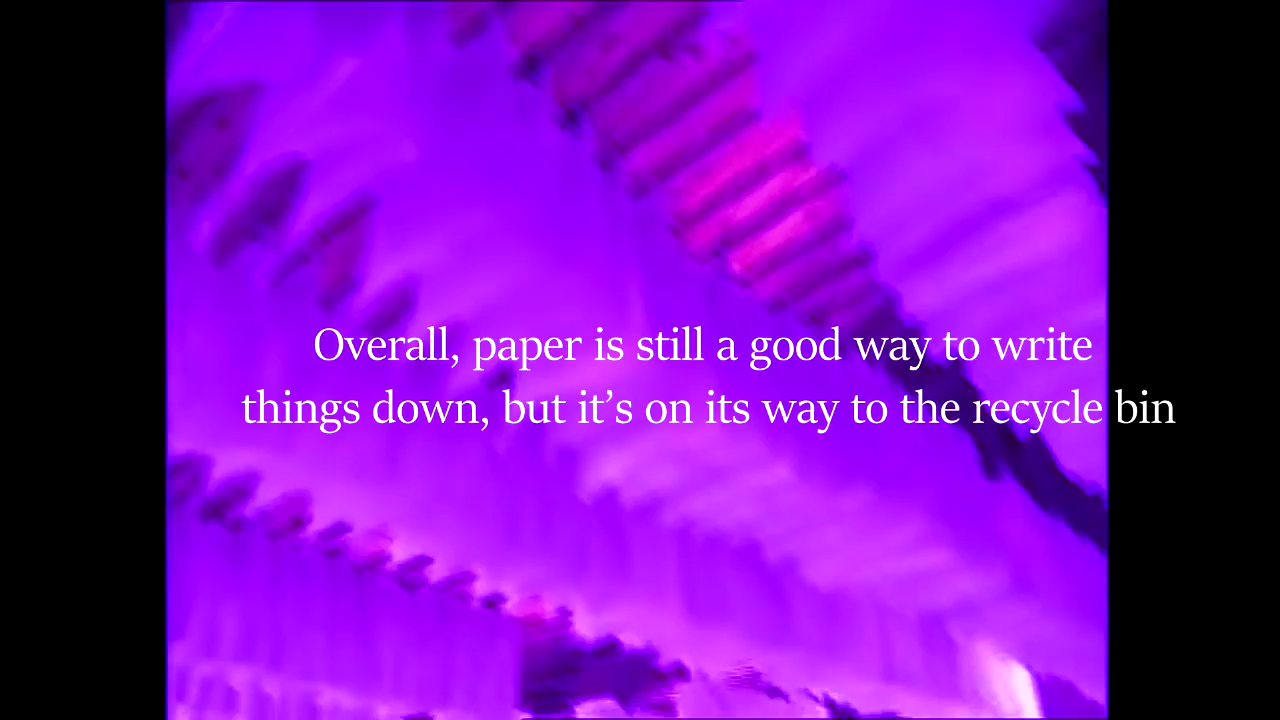 Overall, paper is still a good way to write
things down, but it’s on its way to the recycle bin